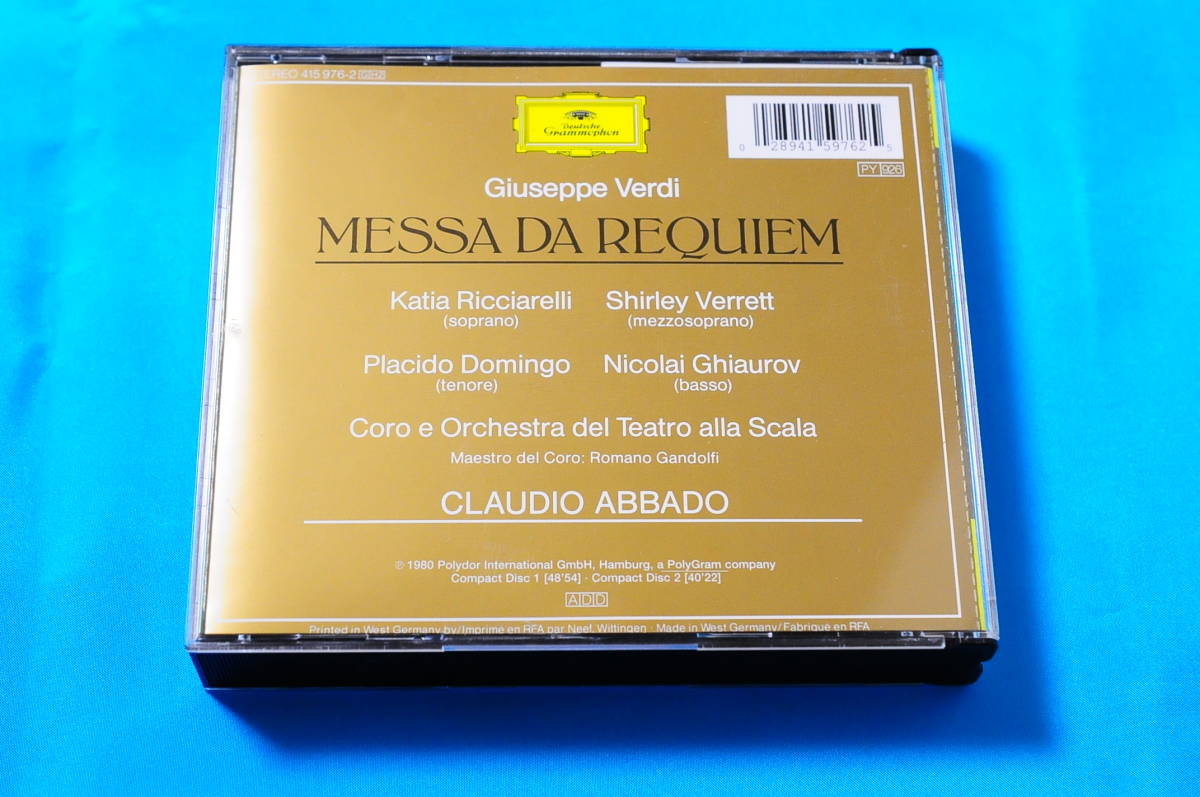 415 976-2 GH2
Deutsche
Grammophon
0 28941 59762 5
PY 926
Giuseppe Verdi
MESSA DA REQUIEM
Katia Ricciarelli Shirley Verrett
(soprano) (mezzosoprano)
Placido Domingo Nicolai Ghiaurov
(tenore) (basso)
Coro e Orchestra del Teatro alla Scala
Maestro del Coro: Romano Gandolfi
CLAUDIO ABBADO
℗ 1980 Polydor International GmbH, Hamburg, a PolyGram company
Compact Disc 1 [48'54] · Compact Disc 2 [40'22]
ADD
Printed in West Germany by/Imprimé en RFA par Neef, Wittingen · Made in West Germany/Fabriqué en RFA